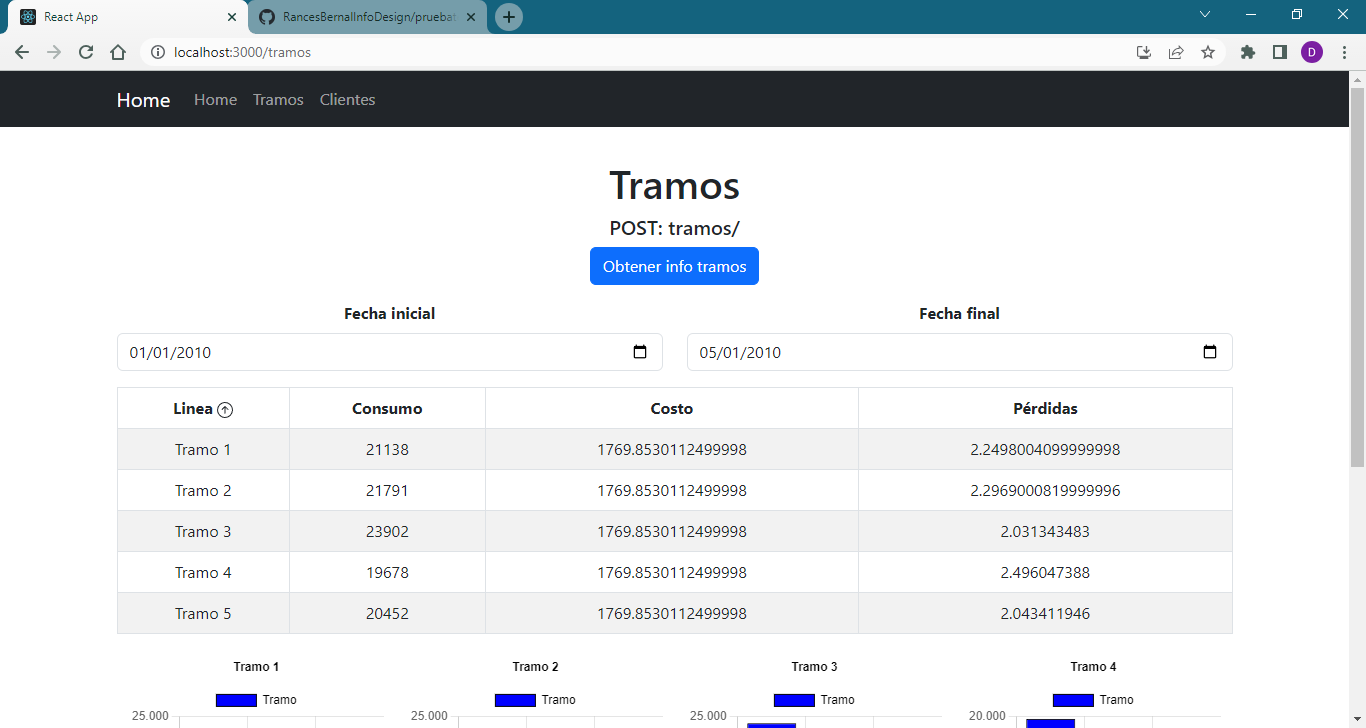 React App
RancesBernalInfoDesign/pruebat
localhost:3000/tramos
D
Home Home Tramos Clientes
Tramos
POST: tramos/
Obtener info tramos
Fecha inicial Fecha final
01/01/2010 05/01/2010
Linea Consumo Costo Pérdidas
Tramo 1 21138 1769.8530112499998 2.2498004099999998
Tramo 2 21791 1769.8530112499998 2.2969000819999996
Tramo 3 23902 1769.8530112499998 2.031343483
Tramo 4 19678 1769.8530112499998 2.496047388
Tramo 5 20452 1769.8530112499998 2.043411946
Tramo 1 Tramo 2 Tramo 3 Tramo 4
Tramo Tramo Tramo Tramo
25.000 25.000 25.000 20.000